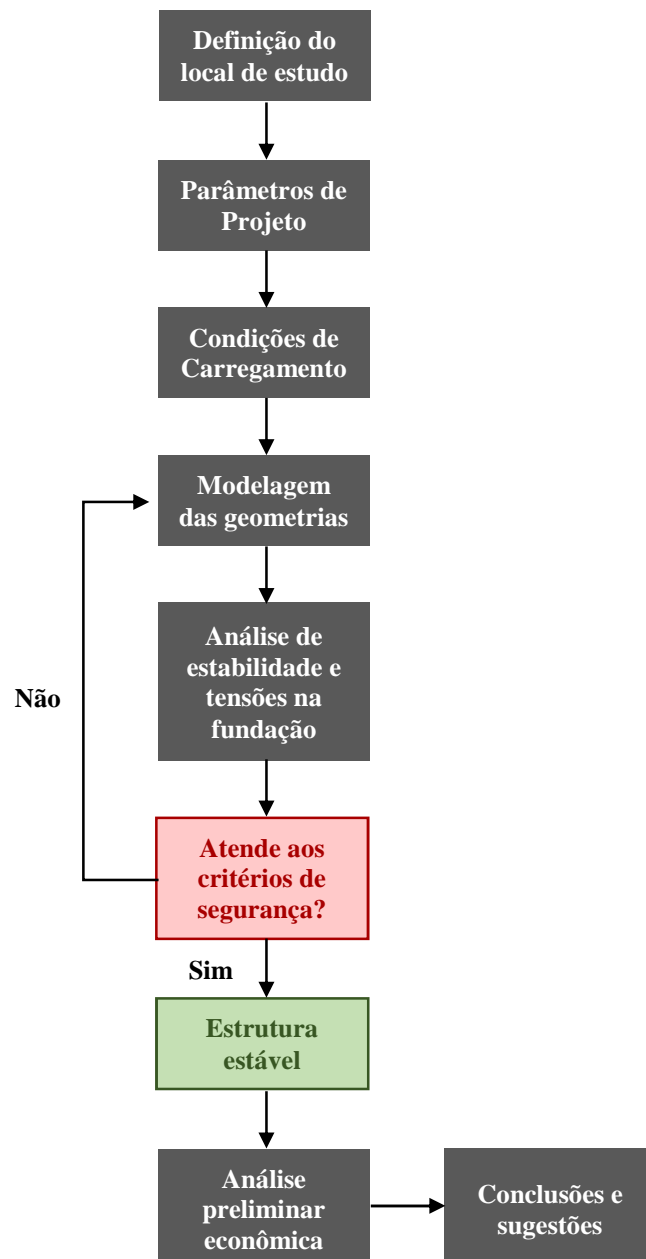 Definição do
local de estudo
Parâmetros de
Projeto
Condições de
Carregamento
Modelagem
das geometrias
Análise de
estabilidade e
tensões na
fundação
Não
Atende aos
critérios de
segurança?
Sim
Estrutura
estável
Análise
preliminar
econômica
Conclusões e
sugestões